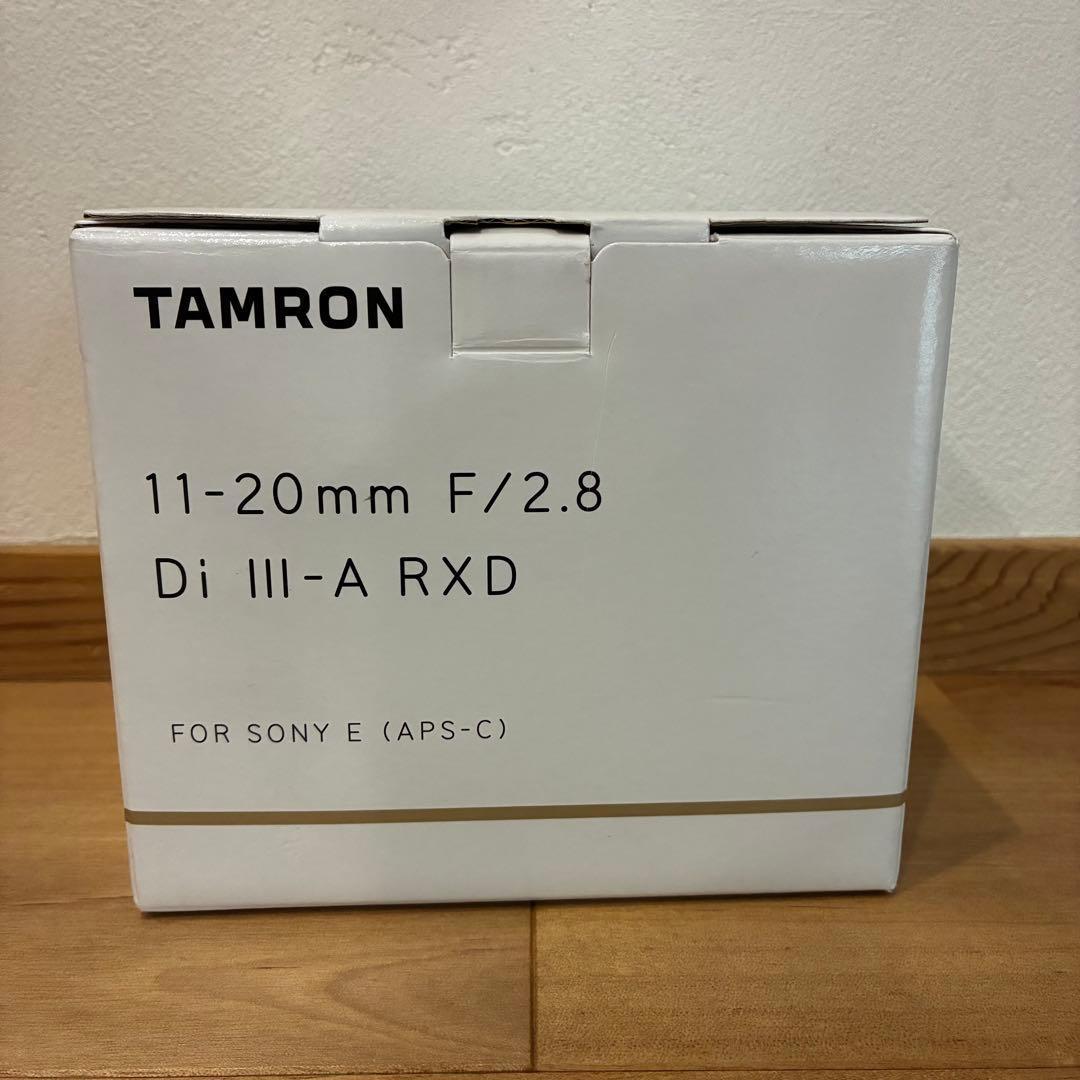 TAMRON
11-20mm F/2.8
Di III-A RXD
FOR SONY E (APS-C)